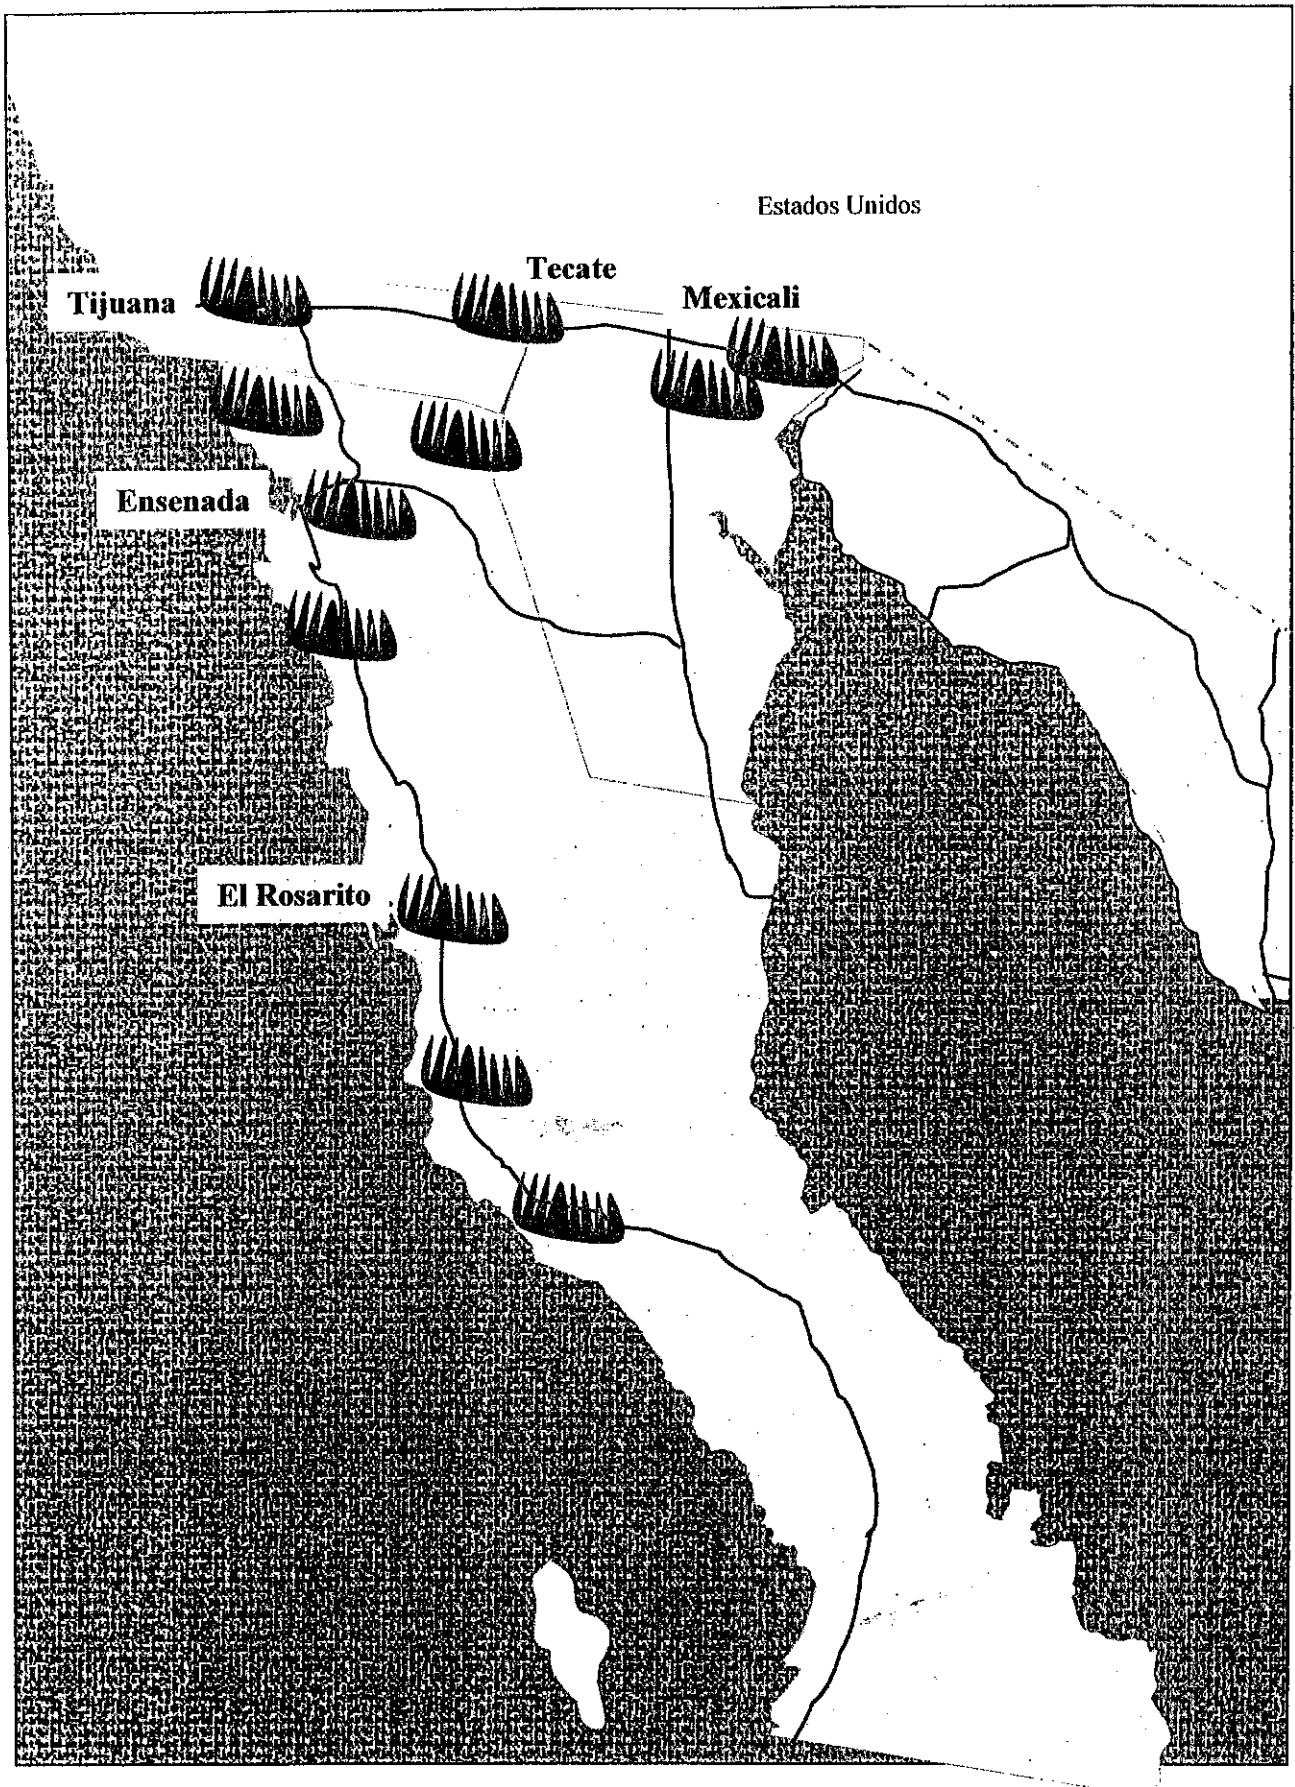 Estados Unidos
Tecate
Mexicali
Tijuana
Ensenada
El Rosarito